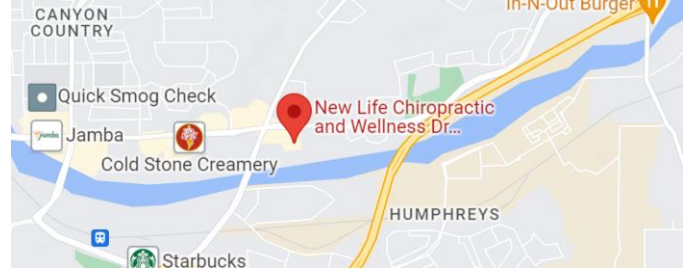 In-N-Out Burger
CANYON
COUNTRY
Quick Smog Check
New Life Chiropractic
and Wellness Dr...
Jamba
Jamba
Cold Stone Creamery
HUMPHREYS
Starbucks